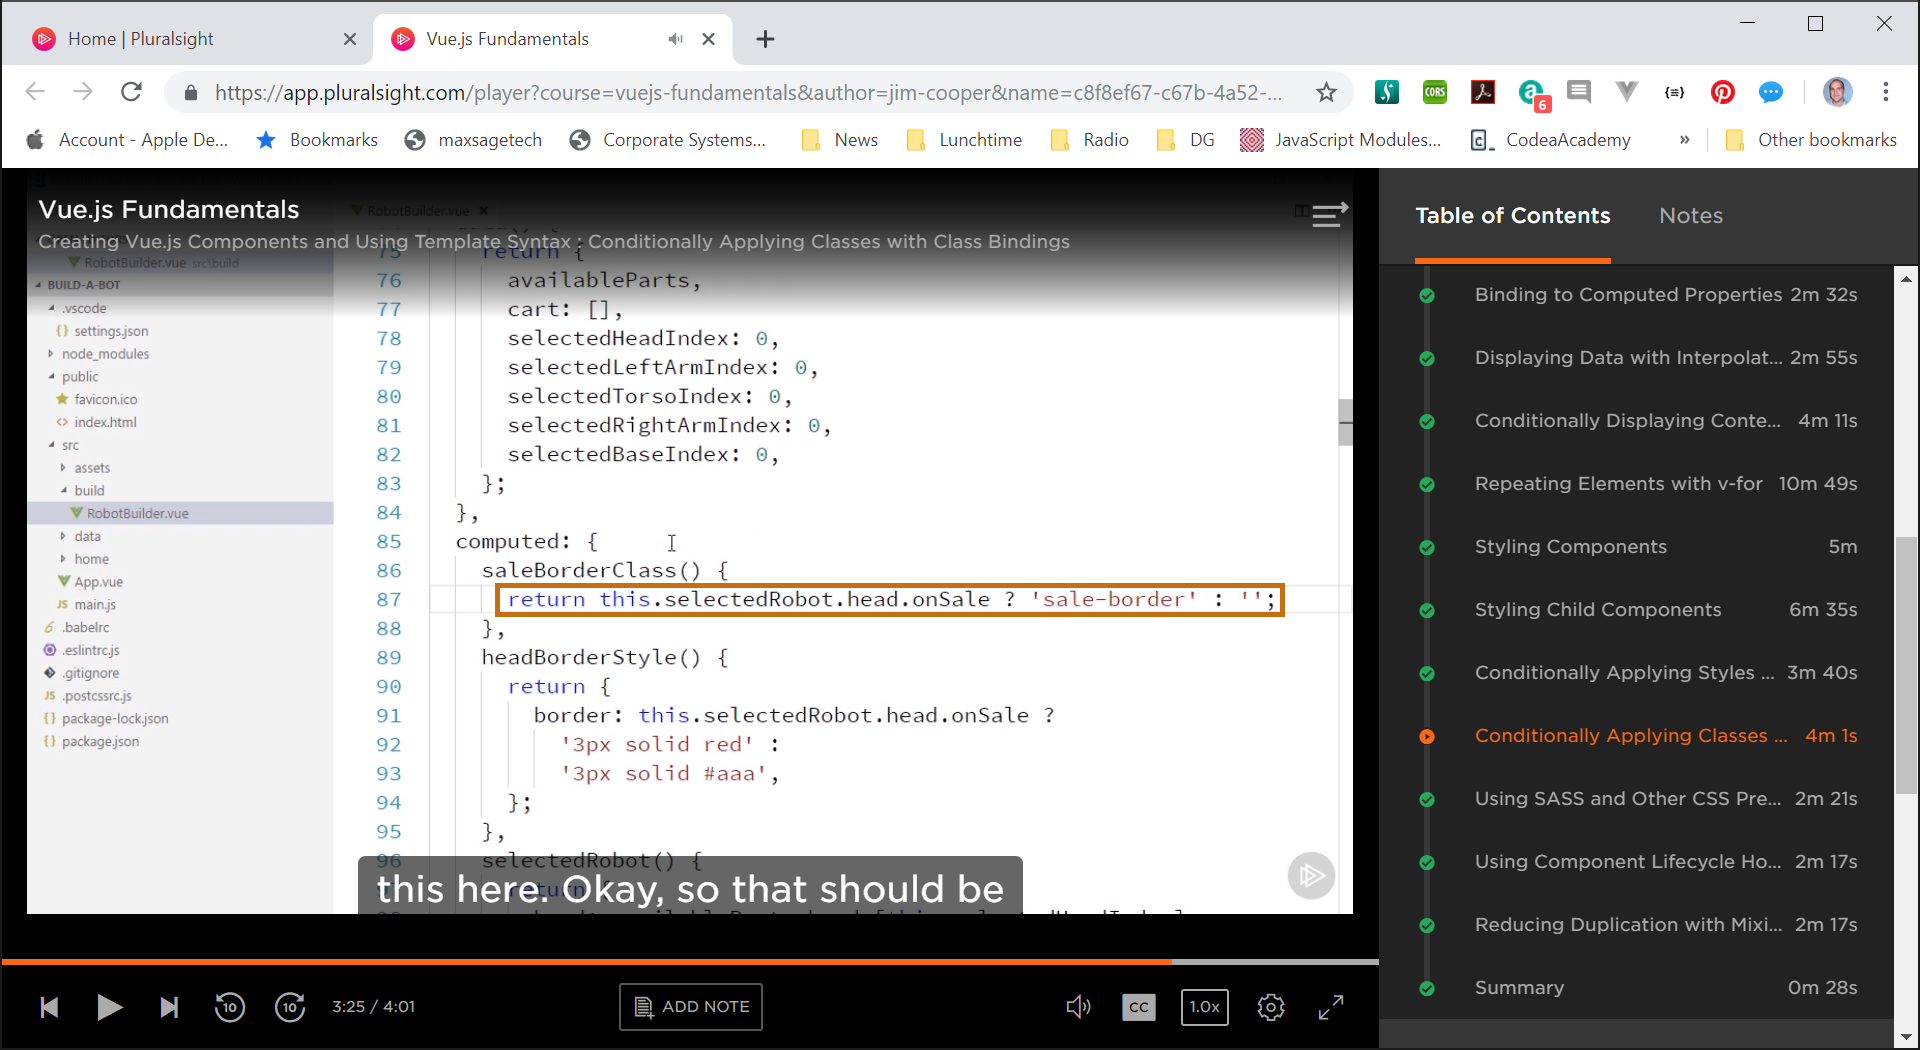 Home | Pluralsight
Vue.js Fundamentals
https://app.pluralsight.com/player?course=vuejs-fundamentals&author=jim-cooper&name=c8f8ef67-c67b-4a52-...
CORS
6
{≡}
Account - Apple De...
Bookmarks
maxsagetech
Corporate Systems...
News
Lunchtime
Radio
DG
JavaScript Modules...
CodeaAcademy
»
Other bookmarks
Vue.js Fundamentals
RobotBuilder.vue
Creating Vue.js Components and Using Template Syntax : Conditionally Applying Classes with Class Bindings
RobotBuilder.vue src\build
BUILD-A-BOT
.vscode
{} settings.json
node_modules
public
favicon.ico
<> index.html
src
assets
build
RobotBuilder.vue
data
home
App.vue
JS main.js
.babelrc
.eslintrc.js
.gitignore
JS .postcssrc.js
{} package-lock.json
{} package.json
75 return {
76 availableParts,
77 cart: [],
78 selectedHeadIndex: 0,
79 selectedLeftArmIndex: 0,
80 selectedTorsoIndex: 0,
81 selectedRightArmIndex: 0,
82 selectedBaseIndex: 0,
83 };
84 },
85 computed: {
86 saleBorderClass() {
87 return this.selectedRobot.head.onSale ? 'sale-border' : '';
88 },
89 headBorderStyle() {
90 return {
91 border: this.selectedRobot.head.onSale ?
92 '3px solid red' :
93 '3px solid #aaa',
94 };
95 },
96 selectedRobot() {
this here. Okay, so that should be
10
10
3:25 / 4:01
ADD NOTE
CC
1.0x
Table of Contents
Notes
Binding to Computed Properties 2m 32s
Displaying Data with Interpolat... 2m 55s
Conditionally Displaying Conte... 4m 11s
Repeating Elements with v-for 10m 49s
Styling Components 5m
Styling Child Components 6m 35s
Conditionally Applying Styles ... 3m 40s
Conditionally Applying Classes ... 4m 1s
Using SASS and Other CSS Pre... 2m 21s
Using Component Lifecycle Ho... 2m 17s
Reducing Duplication with Mixi... 2m 17s
Summary 0m 28s